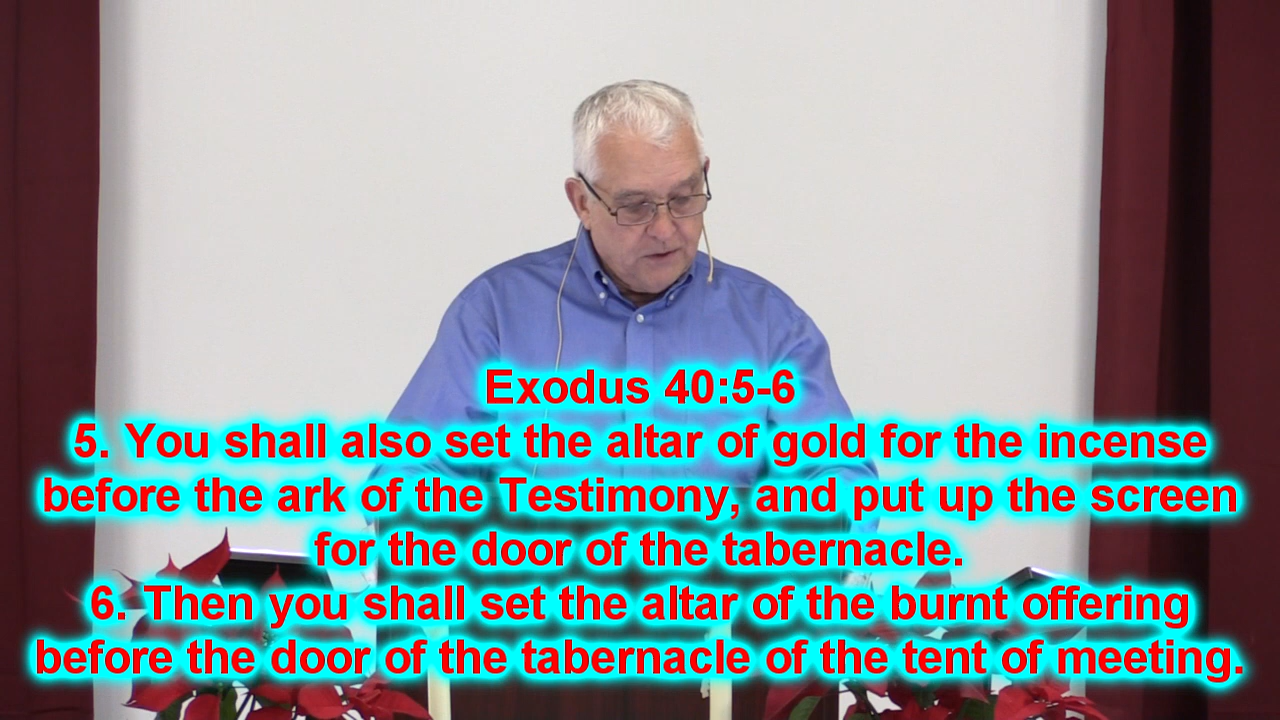 Exodus 40:5-6
5. You shall also set the altar of gold for the incense
before the ark of the Testimony, and put up the screen
for the door of the tabernacle.
6. Then you shall set the altar of the burnt offering
before the door of the tabernacle of the tent of meeting.